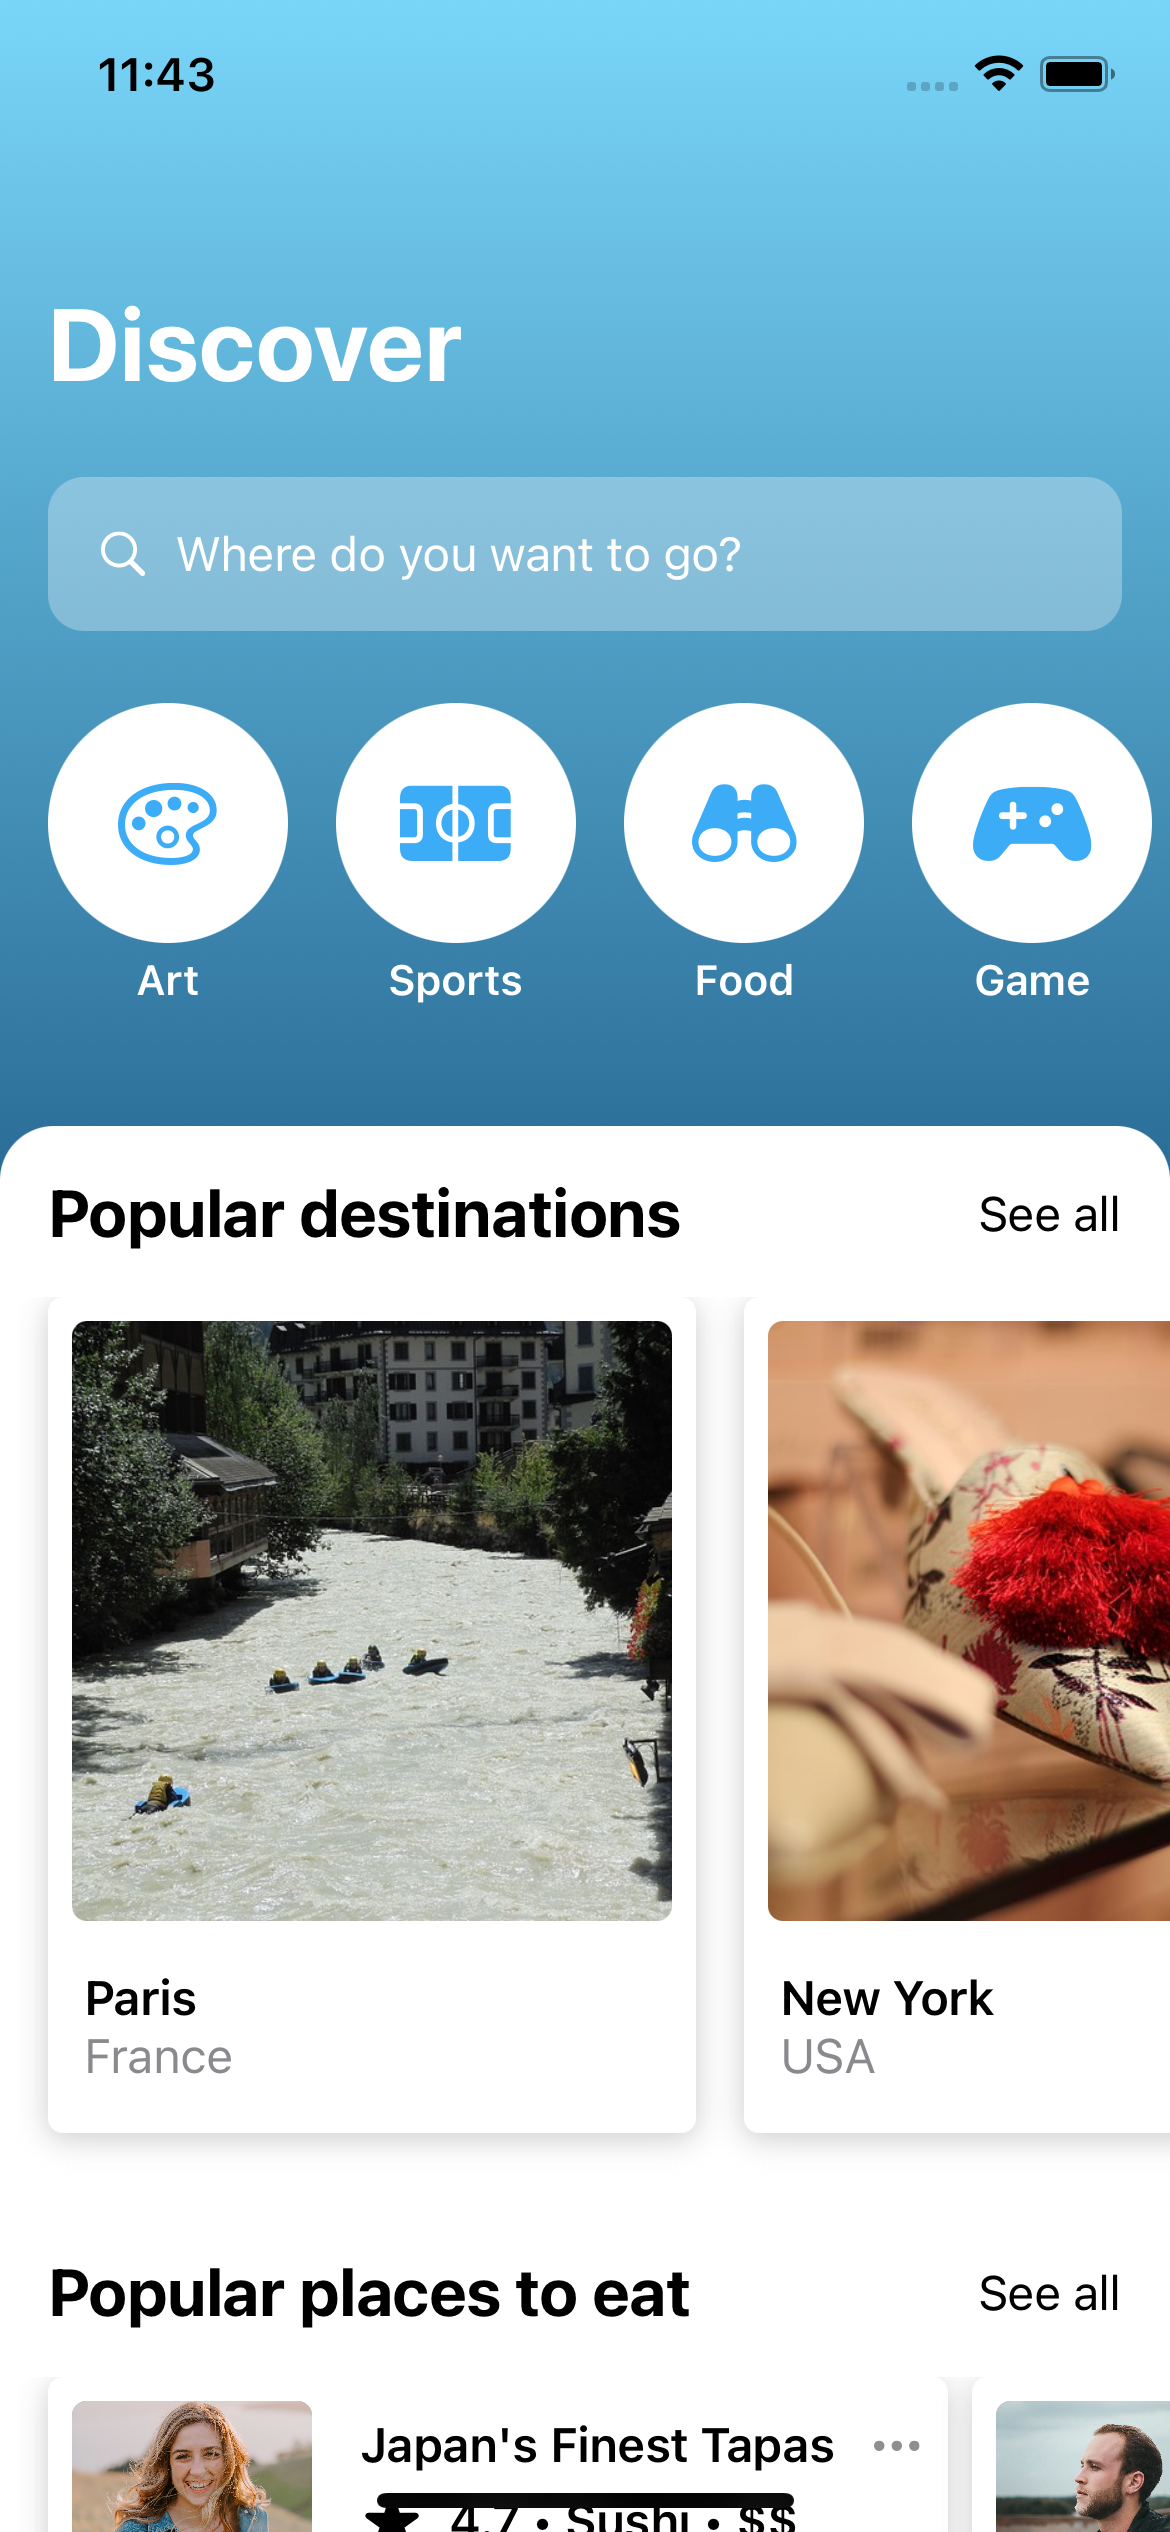 11:43
Discover
Where do you want to go?
Art
Sports
Food
Game
Popular destinations
See all
Paris
France
New York
USA
Popular places to eat
See all
Japan's Finest Tapas
4.7 • Sushi • $$